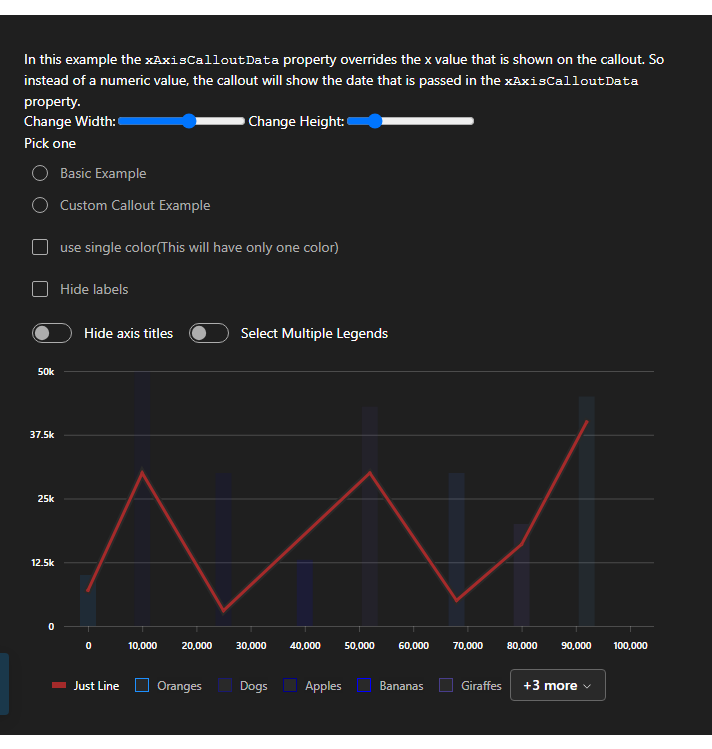 In this example the xAxisCalloutData property overrides the x value that is shown on the callout. So
instead of a numeric value, the callout will show the date that is passed in the xAxisCalloutData
property.
Change Width: Change Height:
Pick one
Basic Example
Custom Callout Example
use single color(This will have only one color)
Hide labels
Hide axis titles Select Multiple Legends
50k
37.5k
25k
12.5k
0
0 10,000 20,000 30,000 40,000 50,000 60,000 70,000 80,000 90,000 100,000
Just Line Oranges Dogs Apples Bananas Giraffes +3 more